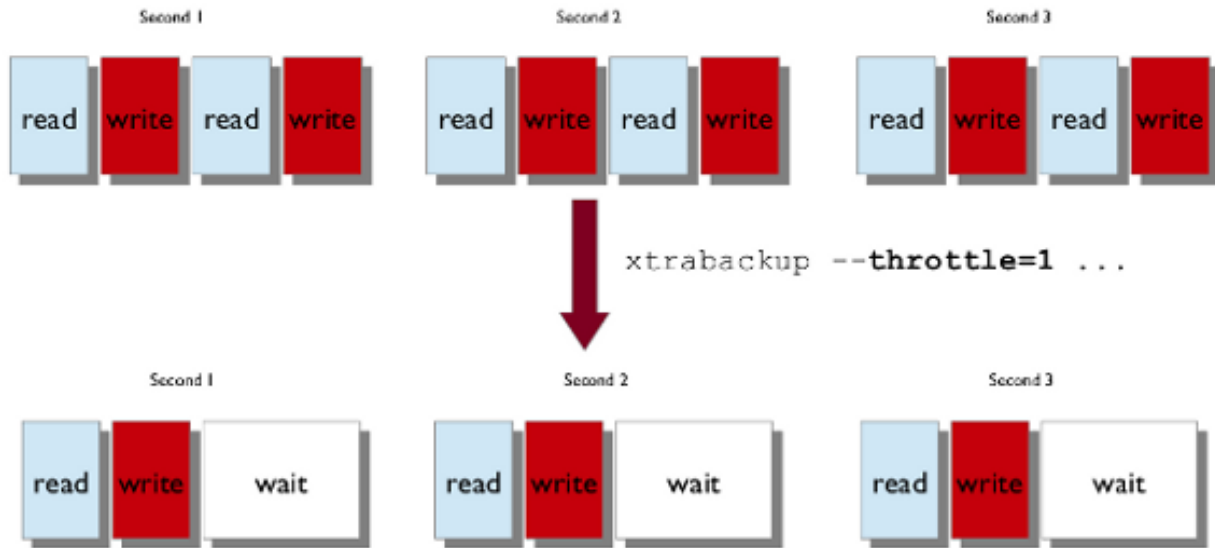 Second 1 Second 2 Second 3
read write read write read write read write read write read write
xtrabackup --throttle=1 ...
Second 1 Second 2 Second 3
read write wait read write wait read write wait